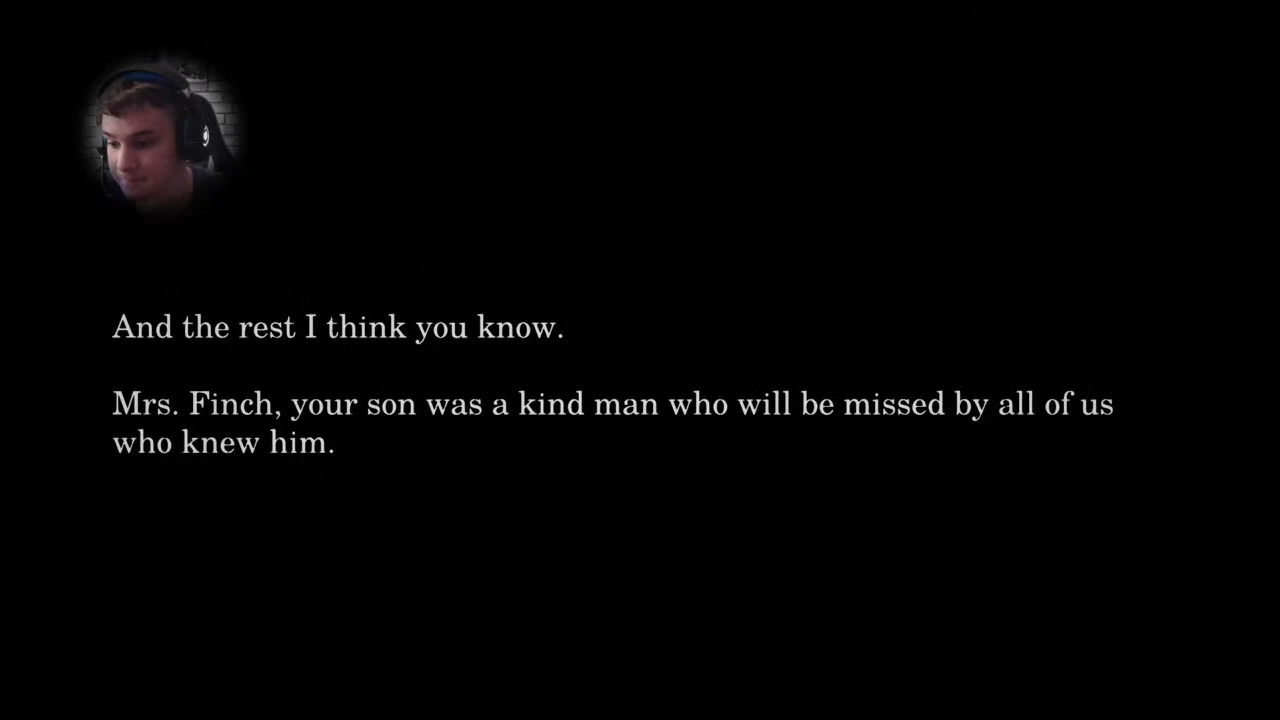 And the rest I think you know.
Mrs. Finch, your son was a kind man who will be missed by all of us
who knew him.